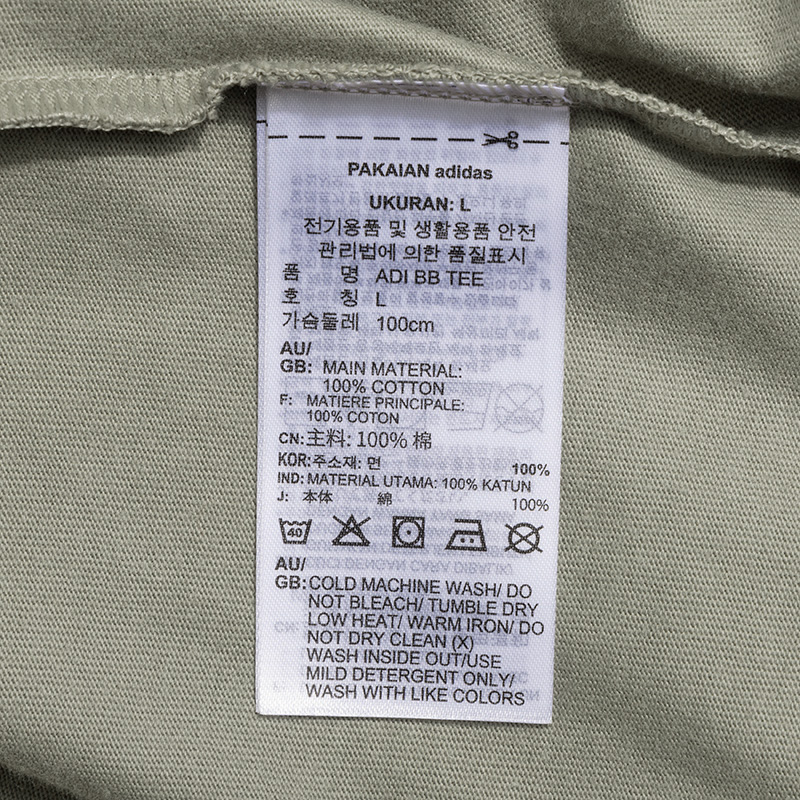 PAKAIAN adidas
UKURAN: L
전기용품 및 생활용품 안전
관리법에 의한 품질표시
품 명 ADI BB TEE
호 칭 L
가슴둘레 100cm
AU/
GB: MAIN MATERIAL:
100% COTTON
F: MATIERE PRINCIPALE:
100% COTON
CN: 主料: 100% 棉
KOR: 주소재: 면 100%
IND: MATERIAL UTAMA: 100% KATUN
J: 本体 綿 100%
40
AU/
GB: COLD MACHINE WASH/ DO
NOT BLEACH/ TUMBLE DRY
LOW HEAT/ WARM IRON/ DO
NOT DRY CLEAN (X)
WASH INSIDE OUT/USE
MILD DETERGENT ONLY/
WASH WITH LIKE COLORS